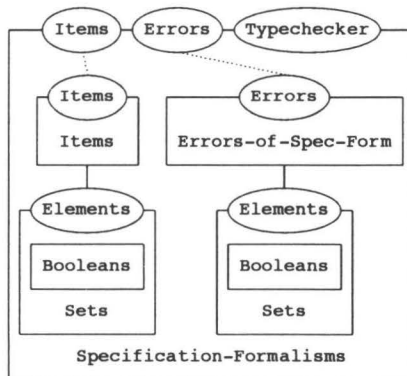 Items Errors Typechecker
Items Errors
Items Errors-of-Spec-Form
Elements Elements
Booleans Booleans
Sets Sets
Specification-Formalisms